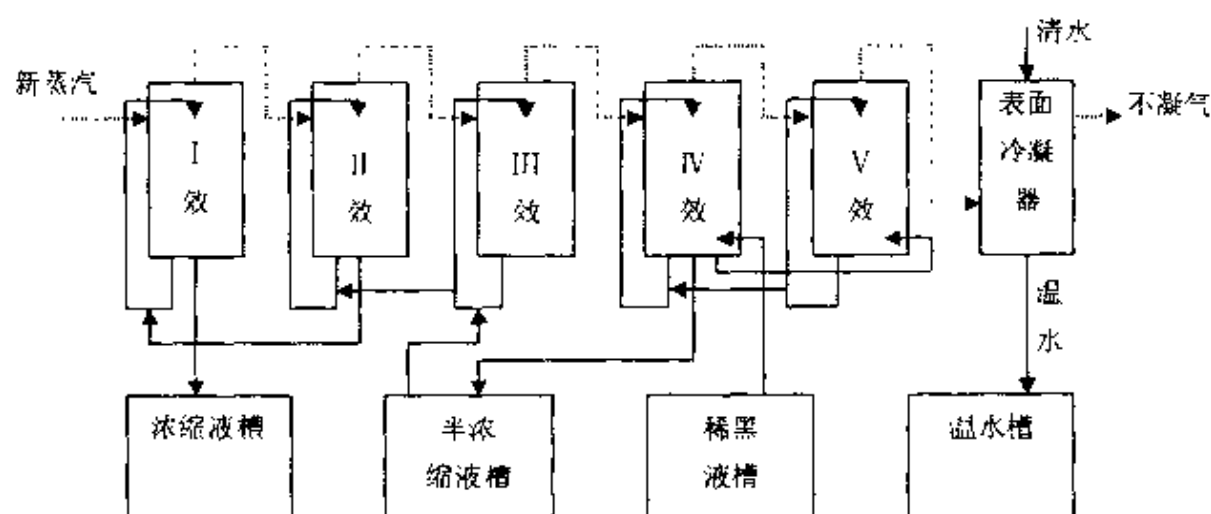 清水
新蒸汽
不凝气
I
效
II
效
III
效
IV
效
V
效
表面
冷凝
器
温
水
浓缩液槽
半浓
缩液槽
稀黑
液槽
温水槽